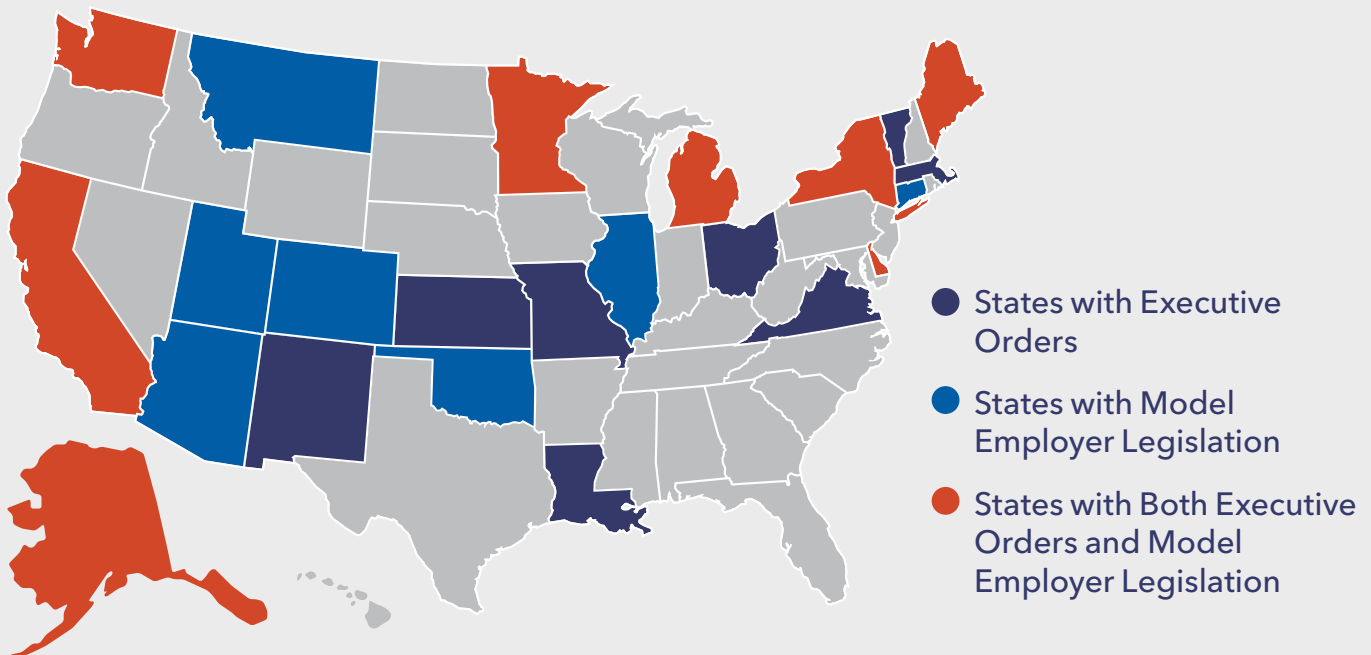 States with Executive
Orders
States with Model
Employer Legislation
States with Both Executive
Orders and Model
Employer Legislation